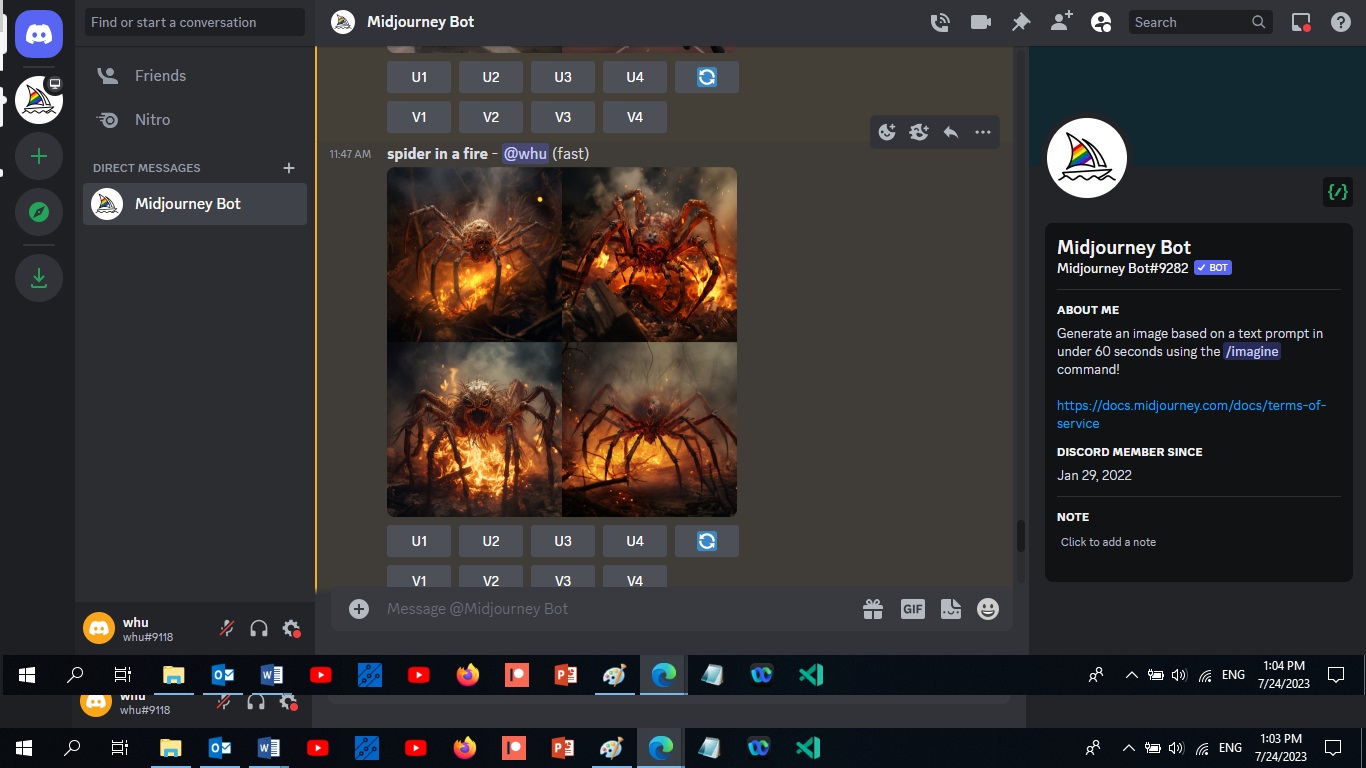 Find or start a conversation
Midjourney Bot
Search
Friends
Nitro
DIRECT MESSAGES
Midjourney Bot
U1 U2 U3 U4
V1 V2 V3 V4
11:47 AM spider in a fire - @whu (fast)
U1 U2 U3 U4
V1 V2 V3 V4
Message @Midjourney Bot
GIF
Midjourney Bot
Midjourney Bot#9282 BOT
ABOUT ME
Generate an image based on a text prompt in
under 60 seconds using the /imagine
command!
https://docs.midjourney.com/docs/terms-of-
service
DISCORD MEMBER SINCE
Jan 29, 2022
NOTE
Click to add a note
whu
whu#9118
ENG
1:04 PM
7/24/2023
whu
whu#9118
ENG
1:03 PM
7/24/2023